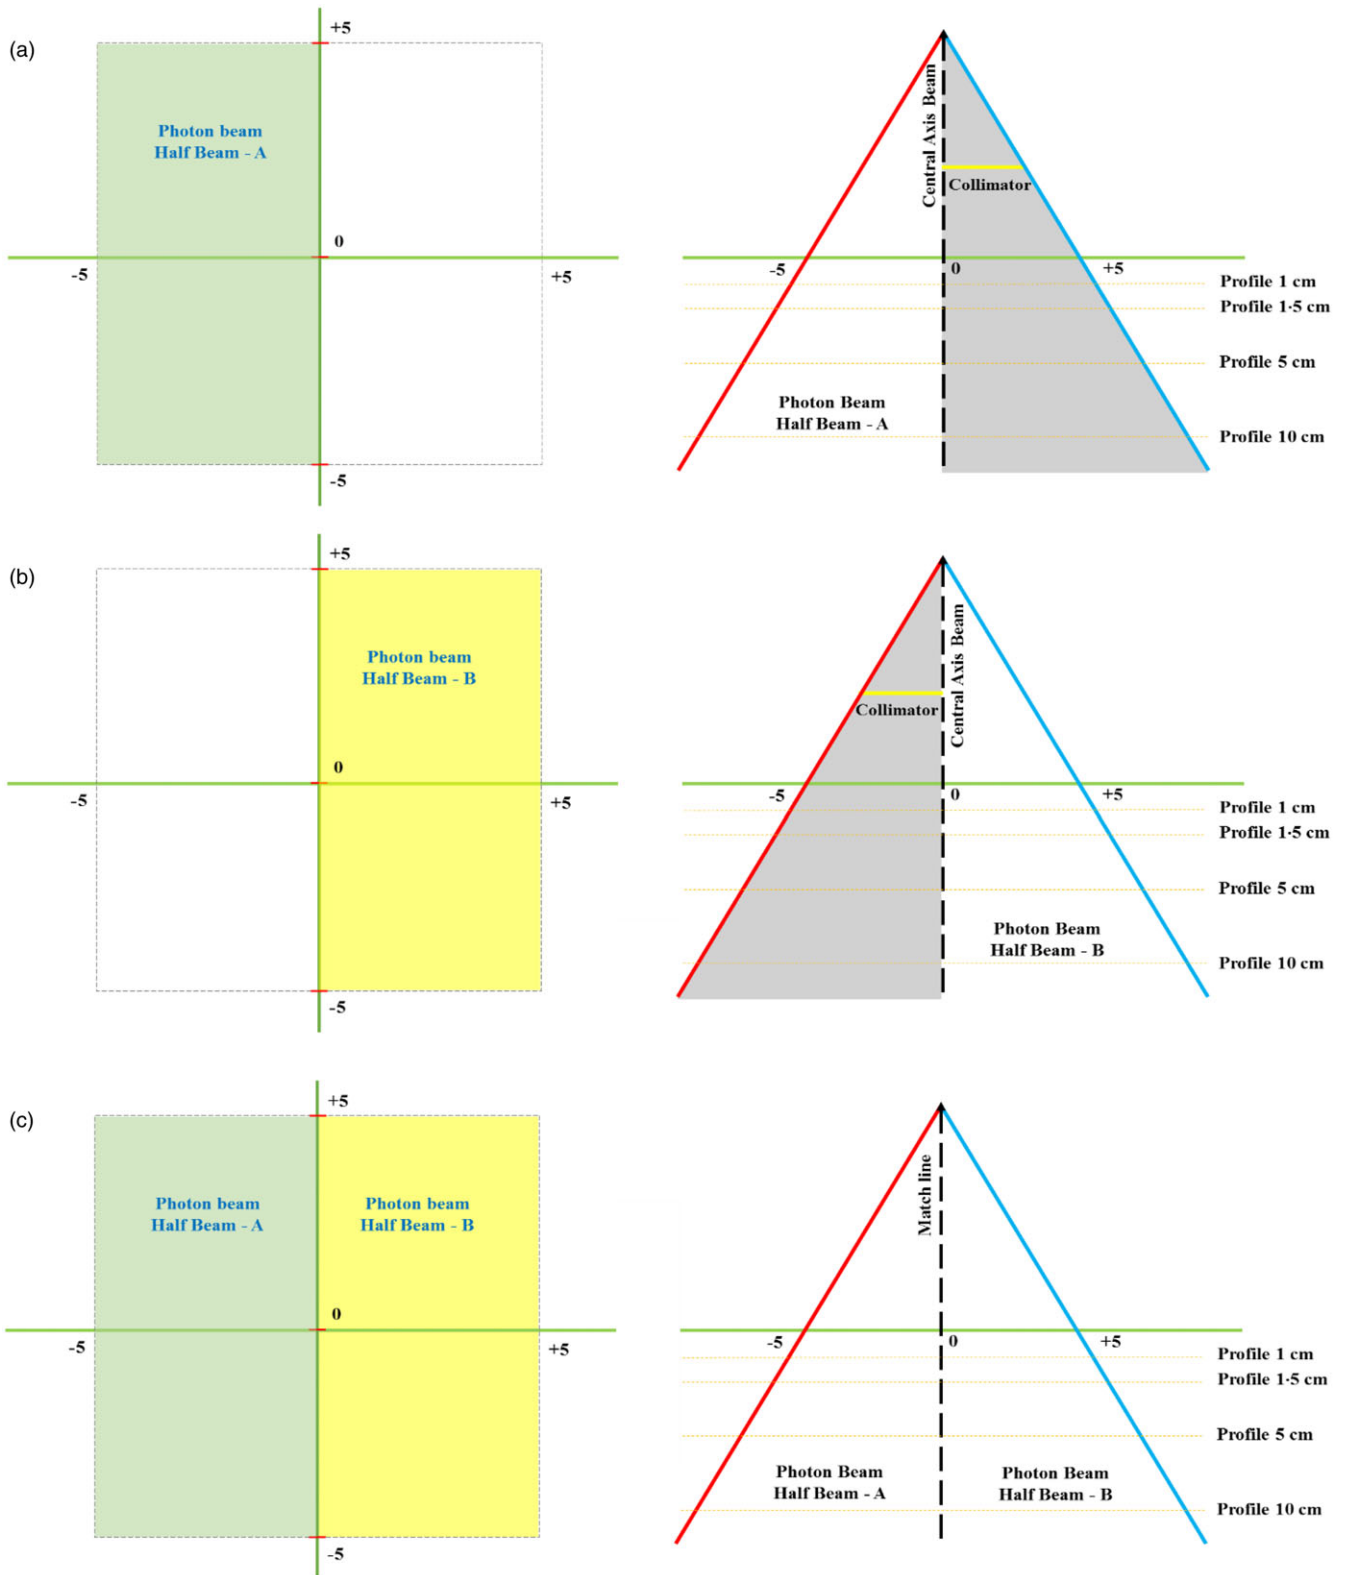 (a)
+5
Photon beam
Half Beam - A
0
-5
+5
-5
Central Axis Beam
Collimator
-5
0
+5
Profile 1 cm
Profile 1·5 cm
Profile 5 cm
Photon Beam
Half Beam - A
Profile 10 cm
(b)
+5
Photon beam
Half Beam - B
0
-5
+5
-5
Central Axis Beam
Collimator
-5
0
+5
Profile 1 cm
Profile 1·5 cm
Profile 5 cm
Photon Beam
Half Beam - B
Profile 10 cm
(c)
+5
Photon beam
Half Beam - A
Photon beam
Half Beam - B
0
-5
+5
-5
Match line
-5
0
+5
Profile 1 cm
Profile 1·5 cm
Profile 5 cm
Photon Beam
Half Beam - A
Photon Beam
Half Beam - B
Profile 10 cm